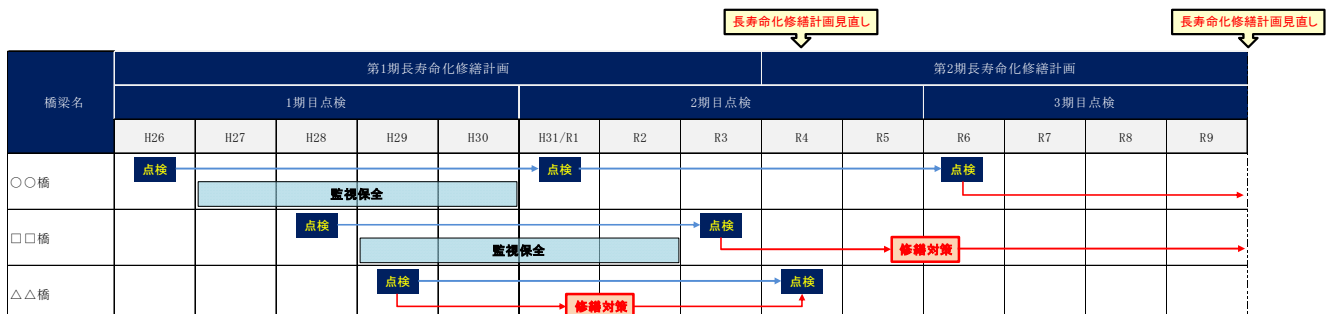 長寿命化修繕計画見直し 長寿命化修繕計画見直し
橋梁名 第1期長寿命化修繕計画 第2期長寿命化修繕計画
1期目点検 2期目点検 3期目点検
H26 H27 H28 H29 H30 H31/R1 R2 R3 R4 R5 R6 R7 R8 R9
○○橋 点検 点検 点検
監視保全
□□橋 点検 点検
監視保全 修繕対策
△△橋 点検 点検
修繕対策